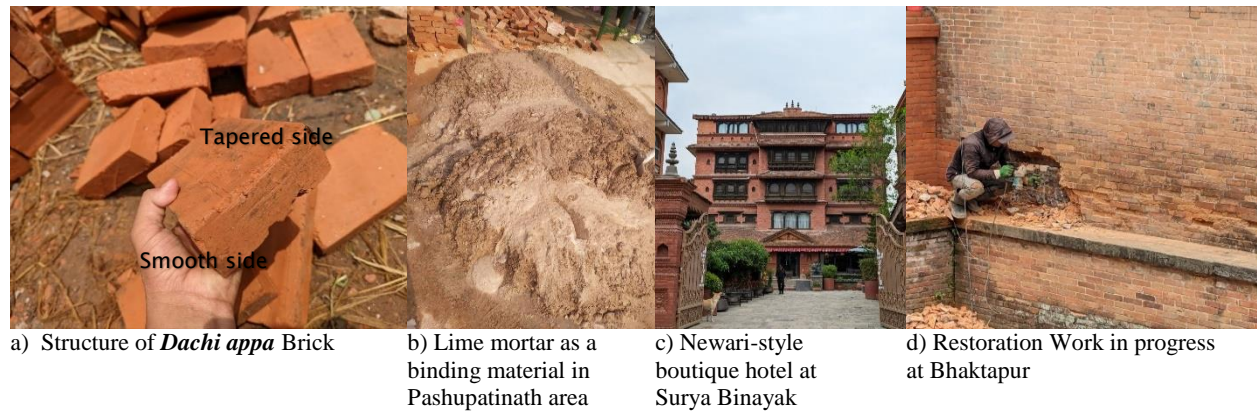 Tapered side
Smooth side
a) Structure of Dachi appa Brick
b) Lime mortar as a
binding material in
Pashupatinath area
c) Newari-style
boutique hotel at
Surya Binayak
d) Restoration Work in progress
at Bhaktapur